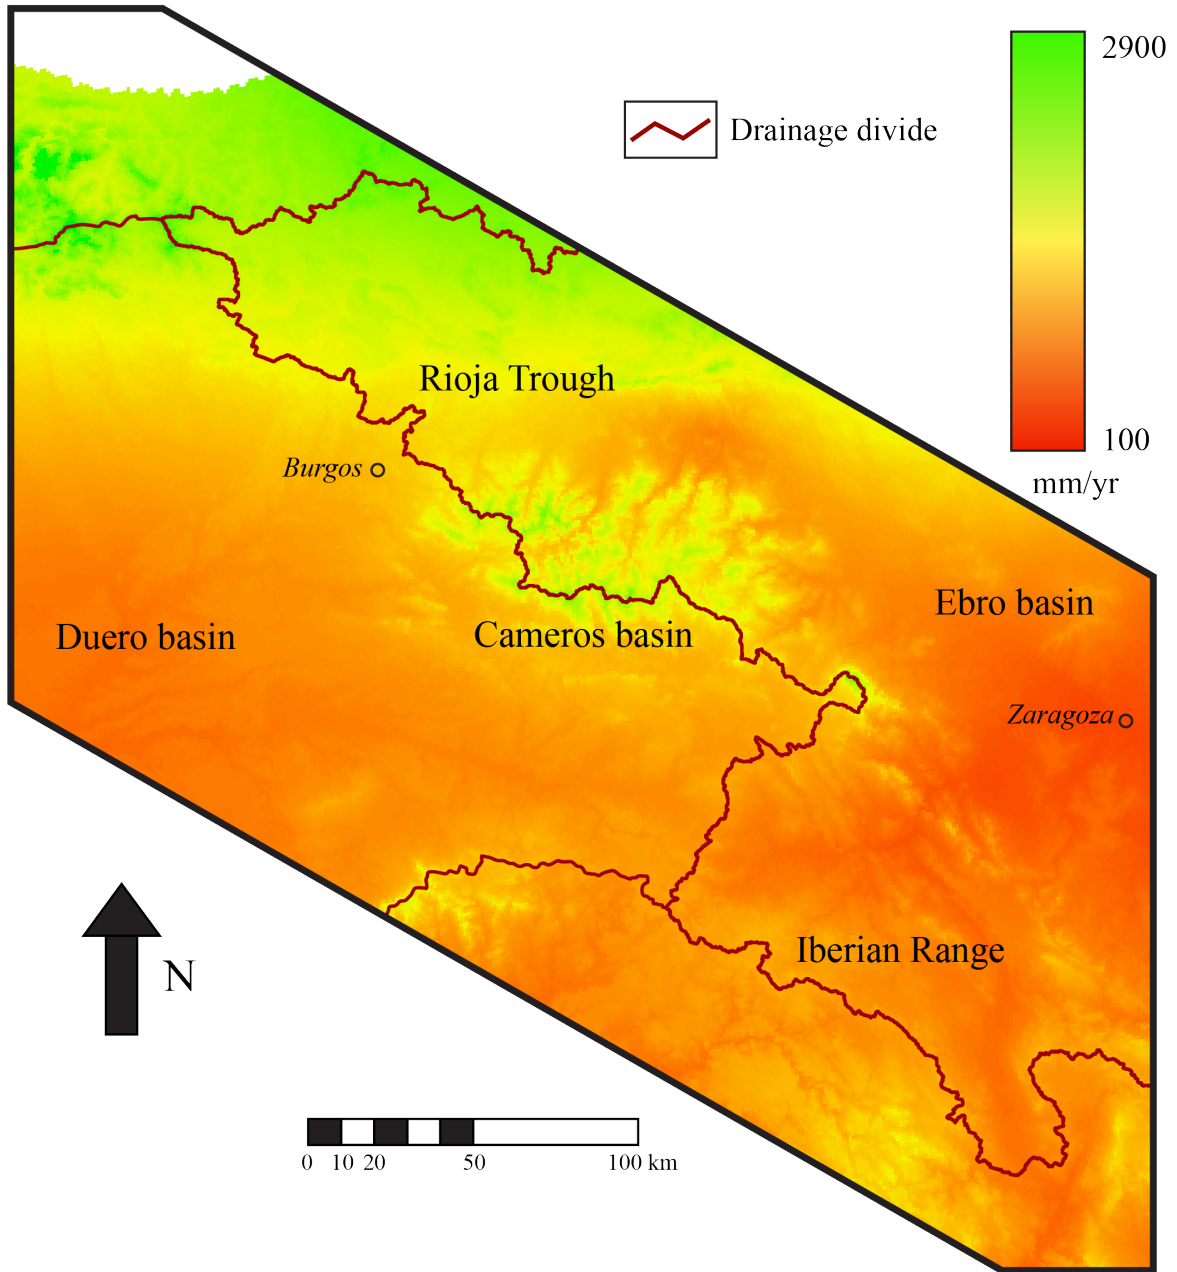 2900
Drainage divide
Rioja Trough
100
Burgos
mm/yr
Ebro basin
Duero basin
Cameros basin
Zaragoza
Iberian Range
N
0 10 20 50 100 km